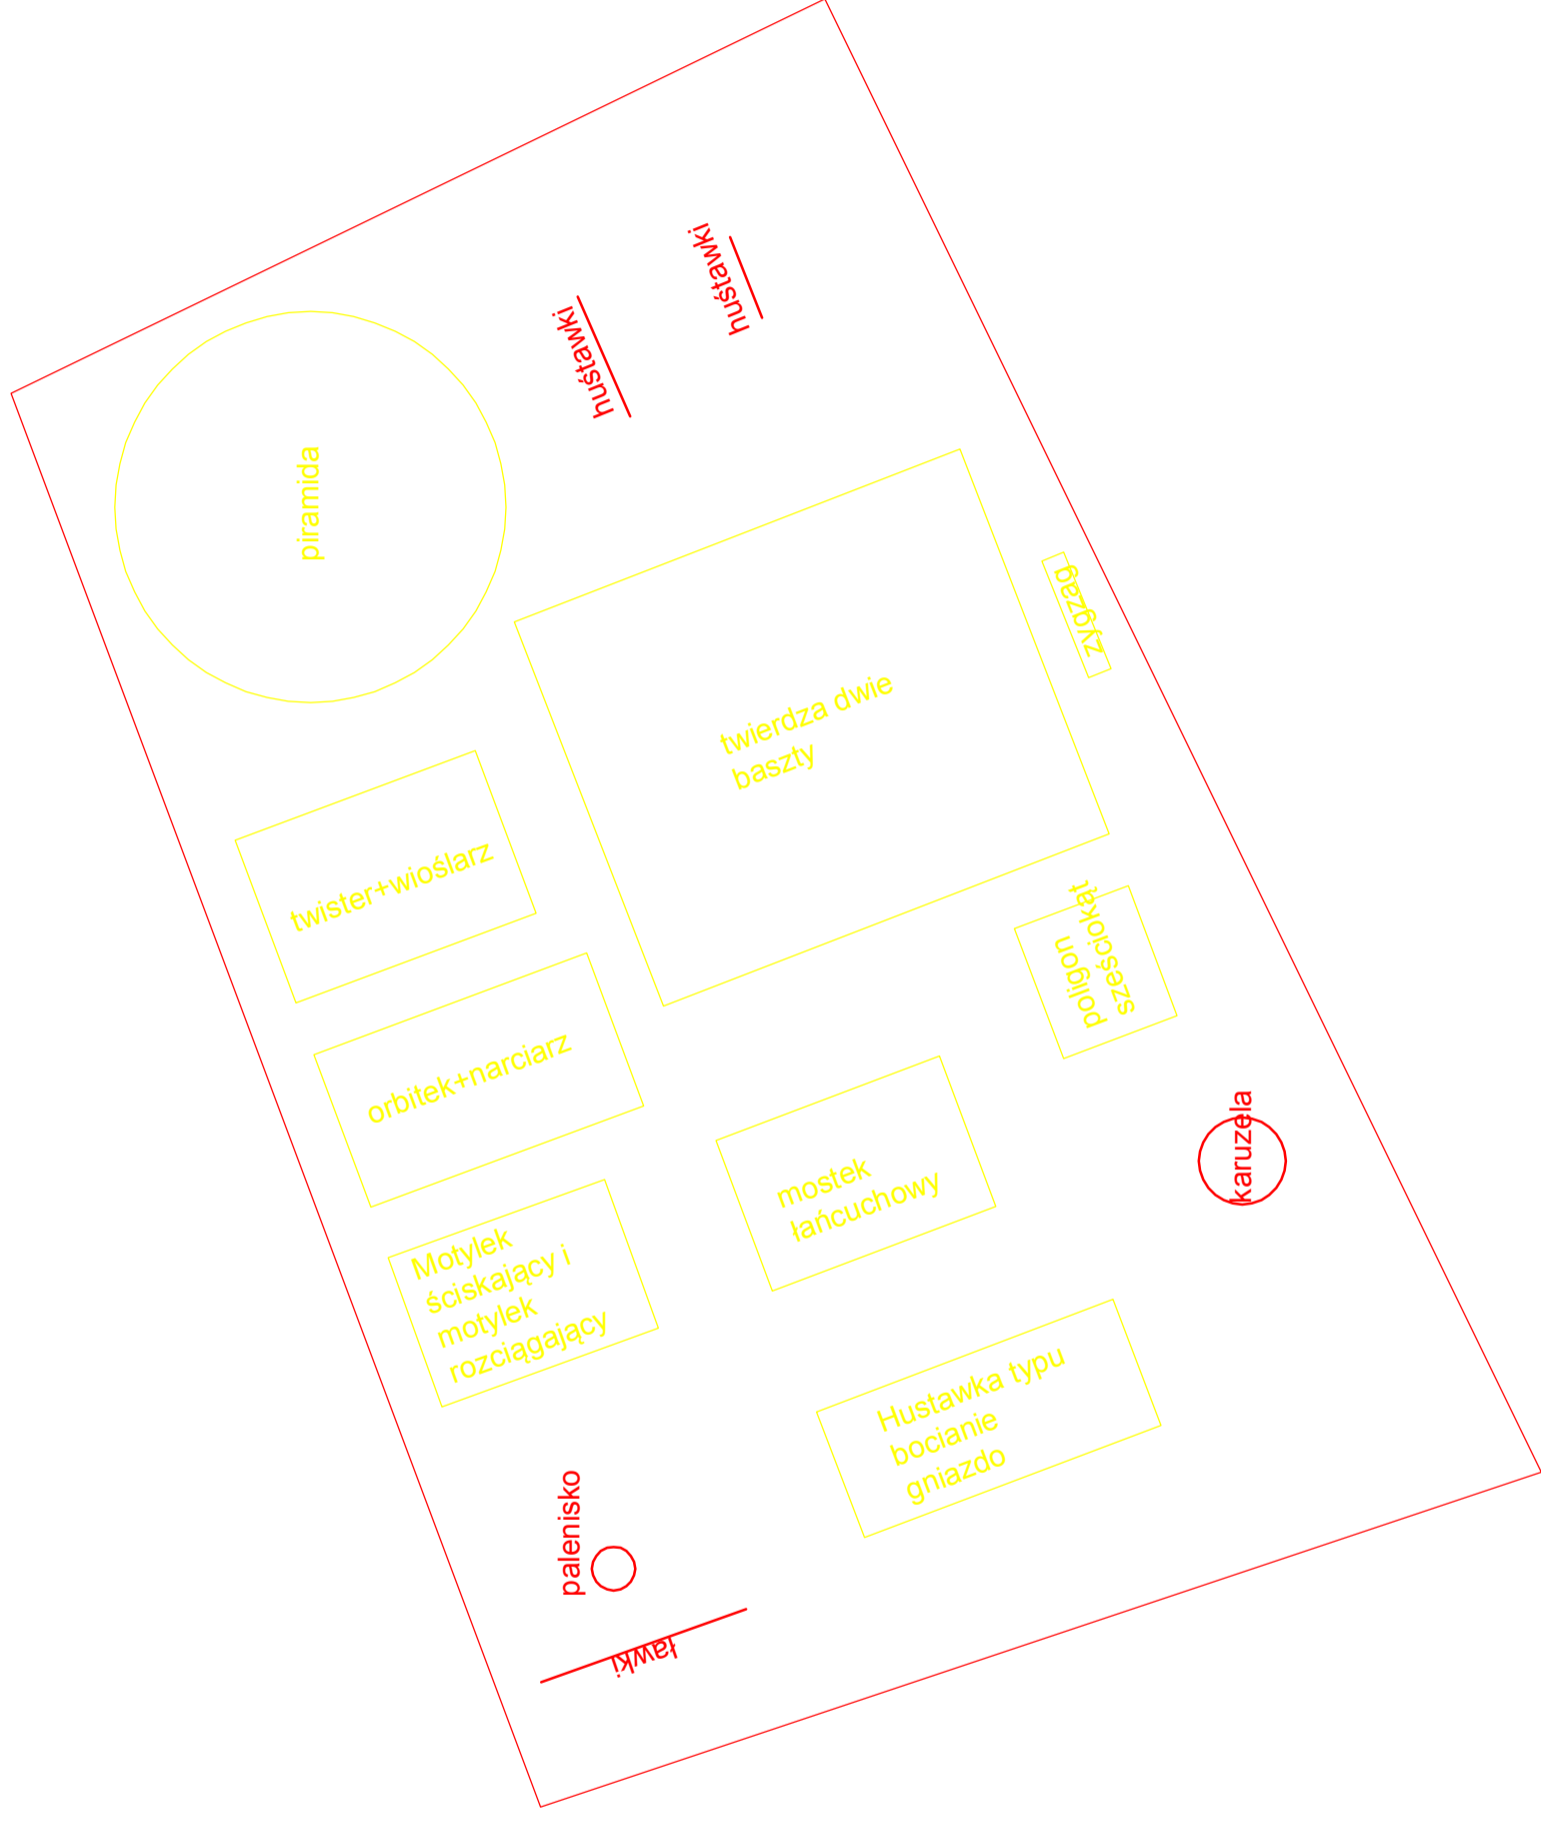 huśtawki
huśtawki
piramida
zygzag
twierdza dwie
baszty
twister+wioślarz
poligon
sześciokąt
orbitek+narciarz
karuzela
mostek
łańcuchowy
Motylek
ściskający i
motylek
rozciągający
Hustawka typu
bocianie
gniazdo
palenisko
ławki